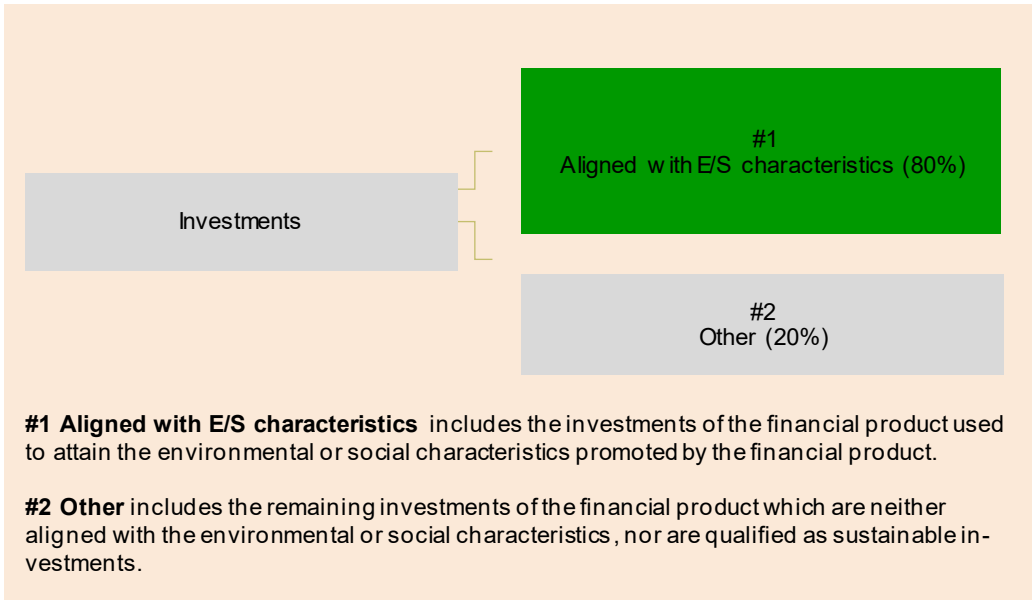 #1
Aligned with E/S characteristics (80%)
Investments
#2
Other (20%)
#1 Aligned with E/S characteristics includes the investments of the financial product used
to attain the environmental or social characteristics promoted by the financial product.
#2 Other includes the remaining investments of the financial product which are neither
aligned with the environmental or social characteristics, nor are qualified as sustainable in-
vestments.